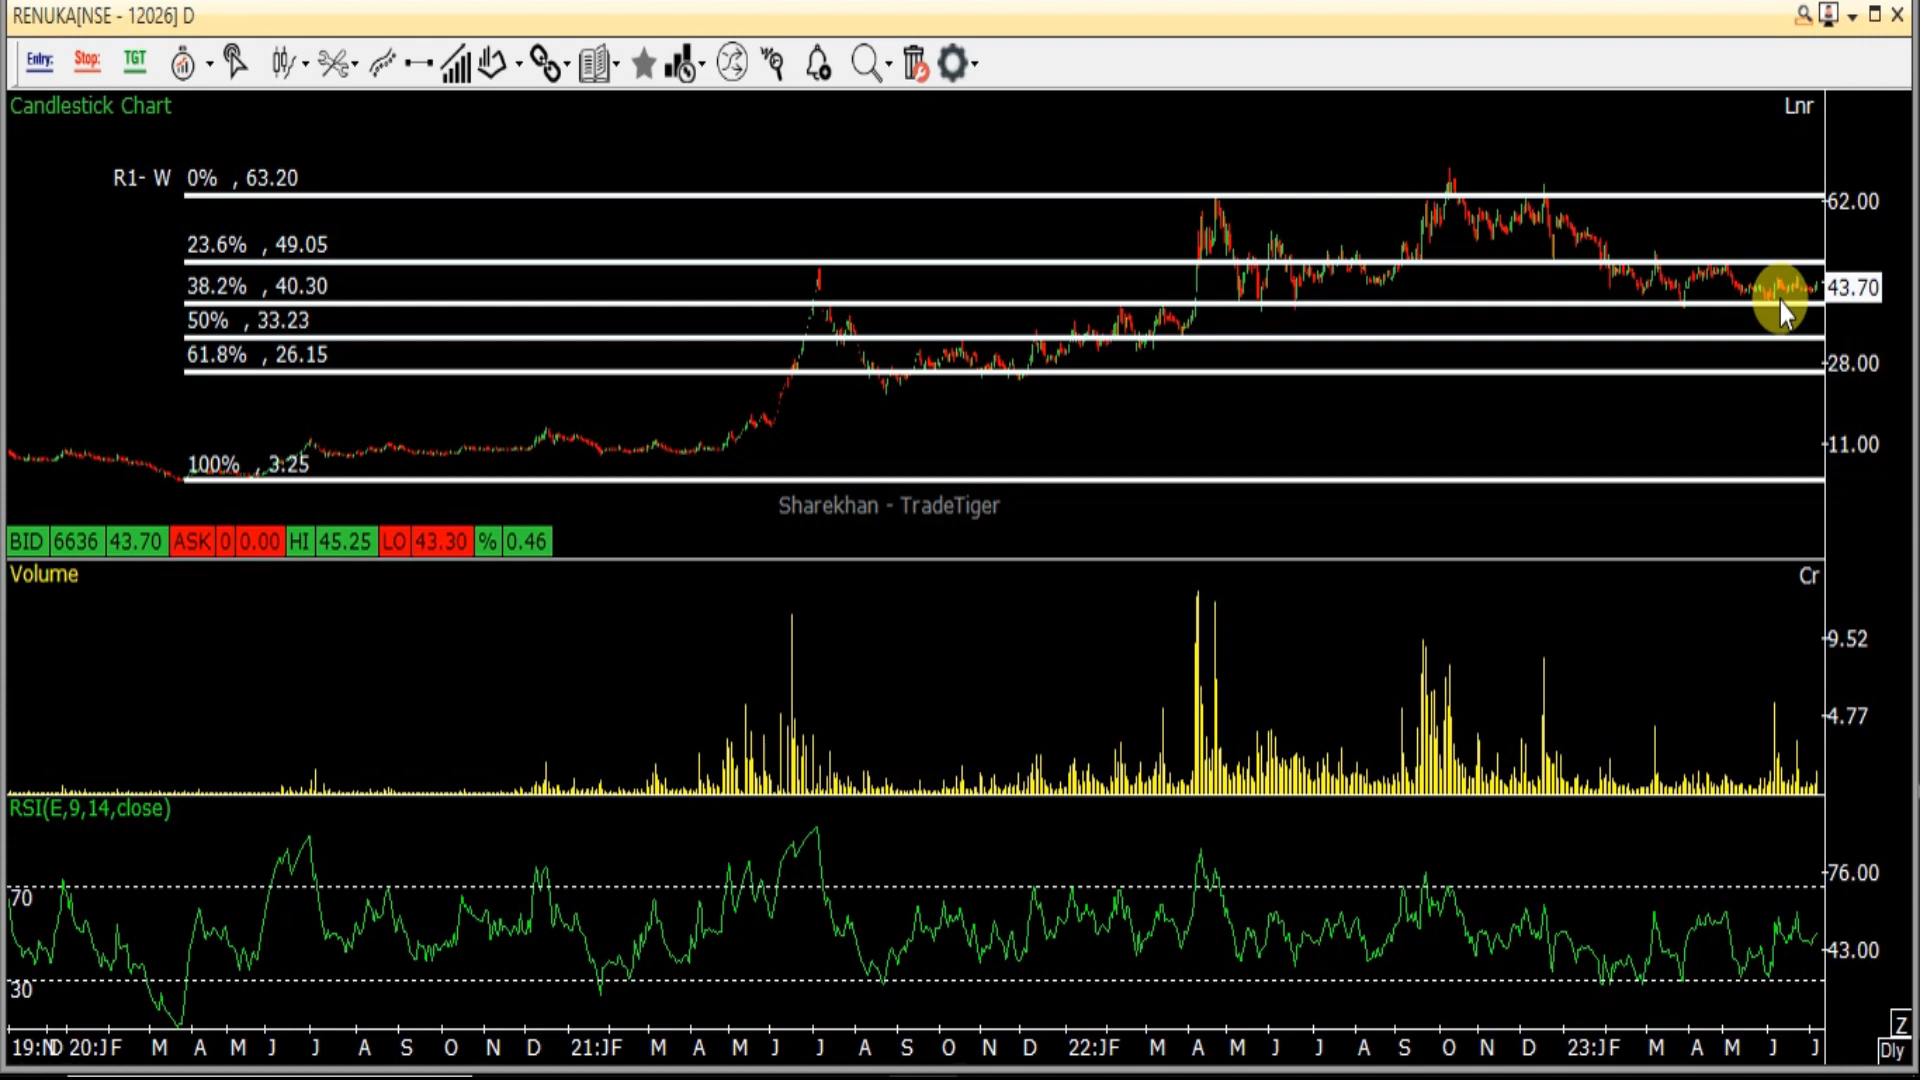 RENUKA[NSE - 12026] D
Entry: Stop: TGT
Candlestick Chart
Lnr
R1- W 0% , 63.20
62.00
23.6% , 49.05
38.2% , 40.30
43.70
50% , 33.23
61.8% , 26.15
28.00
11.00
100% , 3.25
Sharekhan - TradeTiger
BID 6636 43.70 ASK 0 0.00 HI 45.25 LO 43.30 % 0.46
Volume
Cr
9.52
4.77
RSI(E,9,14,close)
76.00
70
43.00
30
Z
19:ND 20:JF M A M J J A S O N D 21:JF M A M J J A S O N D 22:JF M A M J J A S O N D 23:JF M A M J J
Dly